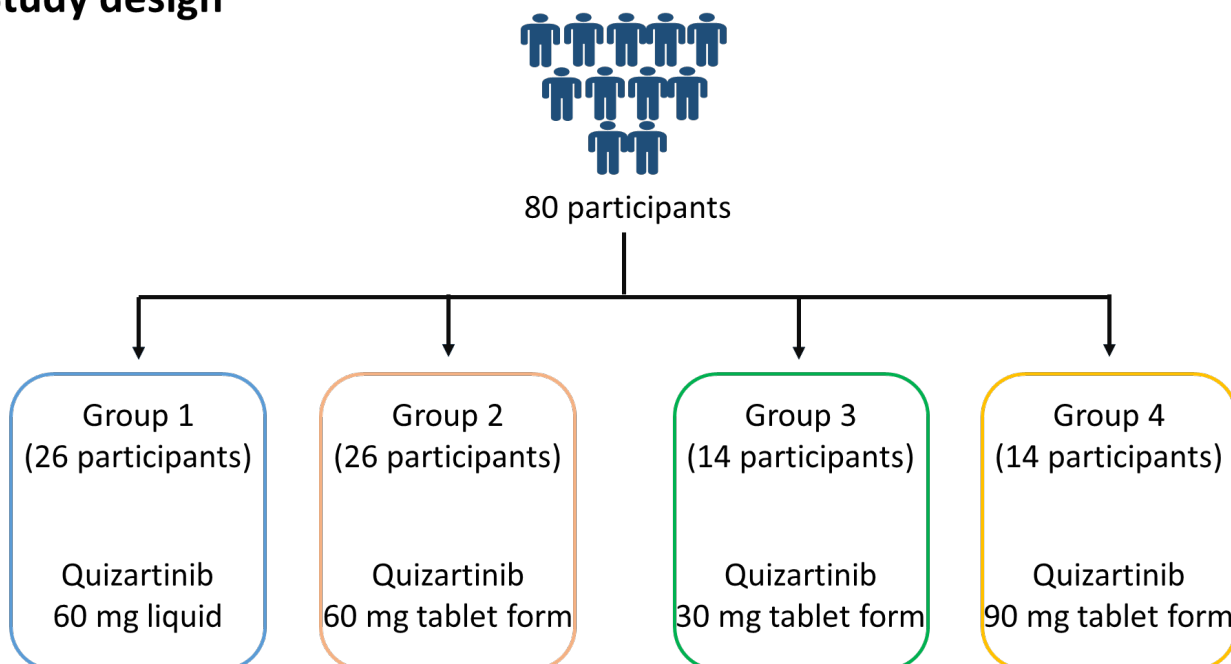 Study design
80 participants
Group 1
(26 participants)
Quizartinib
60 mg liquid
Group 2
(26 participants)
Quizartinib
60 mg tablet form
Group 3
(14 participants)
Quizartinib
30 mg tablet form
Group 4
(14 participants)
Quizartinib
90 mg tablet form